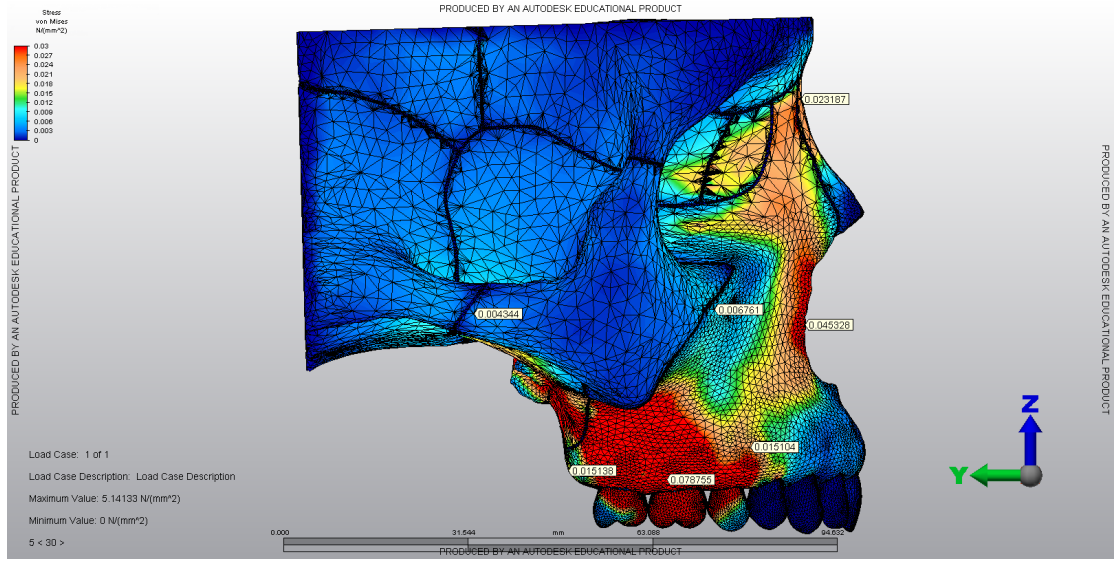 PRODUCED BY AN AUTODESK EDUCATIONAL PRODUCT
Stress
von Mises
N/(mm^2)
0.03
0.027
0.024
0.021
0.018
0.015
0.012
0.009
0.006
0.003
0
0.023187
PRODUCED BY AN AUTODESK EDUCATIONAL PRODUCT
PRODUCED BY AN AUTODESK EDUCATIONAL PRODUCT
0.004344
0.006761
0.045328
0.015104
0.015138
0.078755
Z
Y
Load Case: 1 of 1
Load Case Description: Load Case Description
Maximum Value: 5.14133 N/(mm^2)
Minimum Value: 0 N/(mm^2)
5 < 30 >
0.000 31.544 mm 63.088 94.632
PRODUCED BY AN AUTODESK EDUCATIONAL PRODUCT